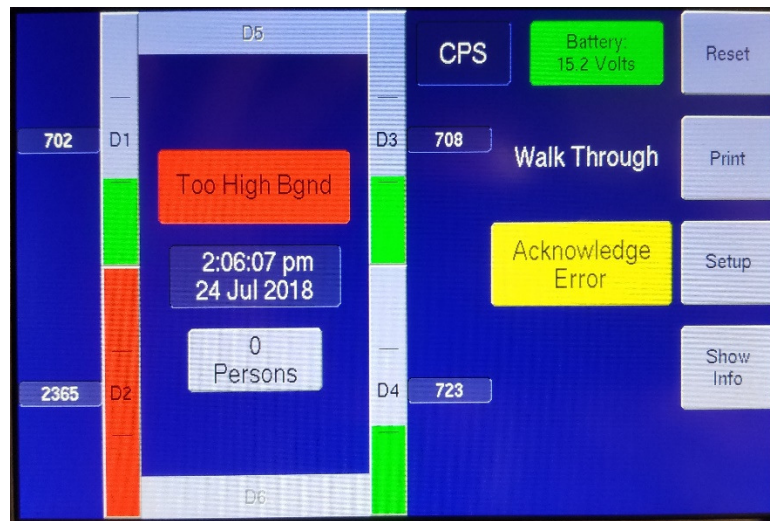 D5
CPS
Battery:
15.2 Volts
Reset
702
D1
D3
708
Walk Through
Print
Too High Bgnd
2:06:07 pm
24 Jul 2018
Acknowledge
Error
Setup
0
Persons
Show
Info
2365
D2
D4
723
D6